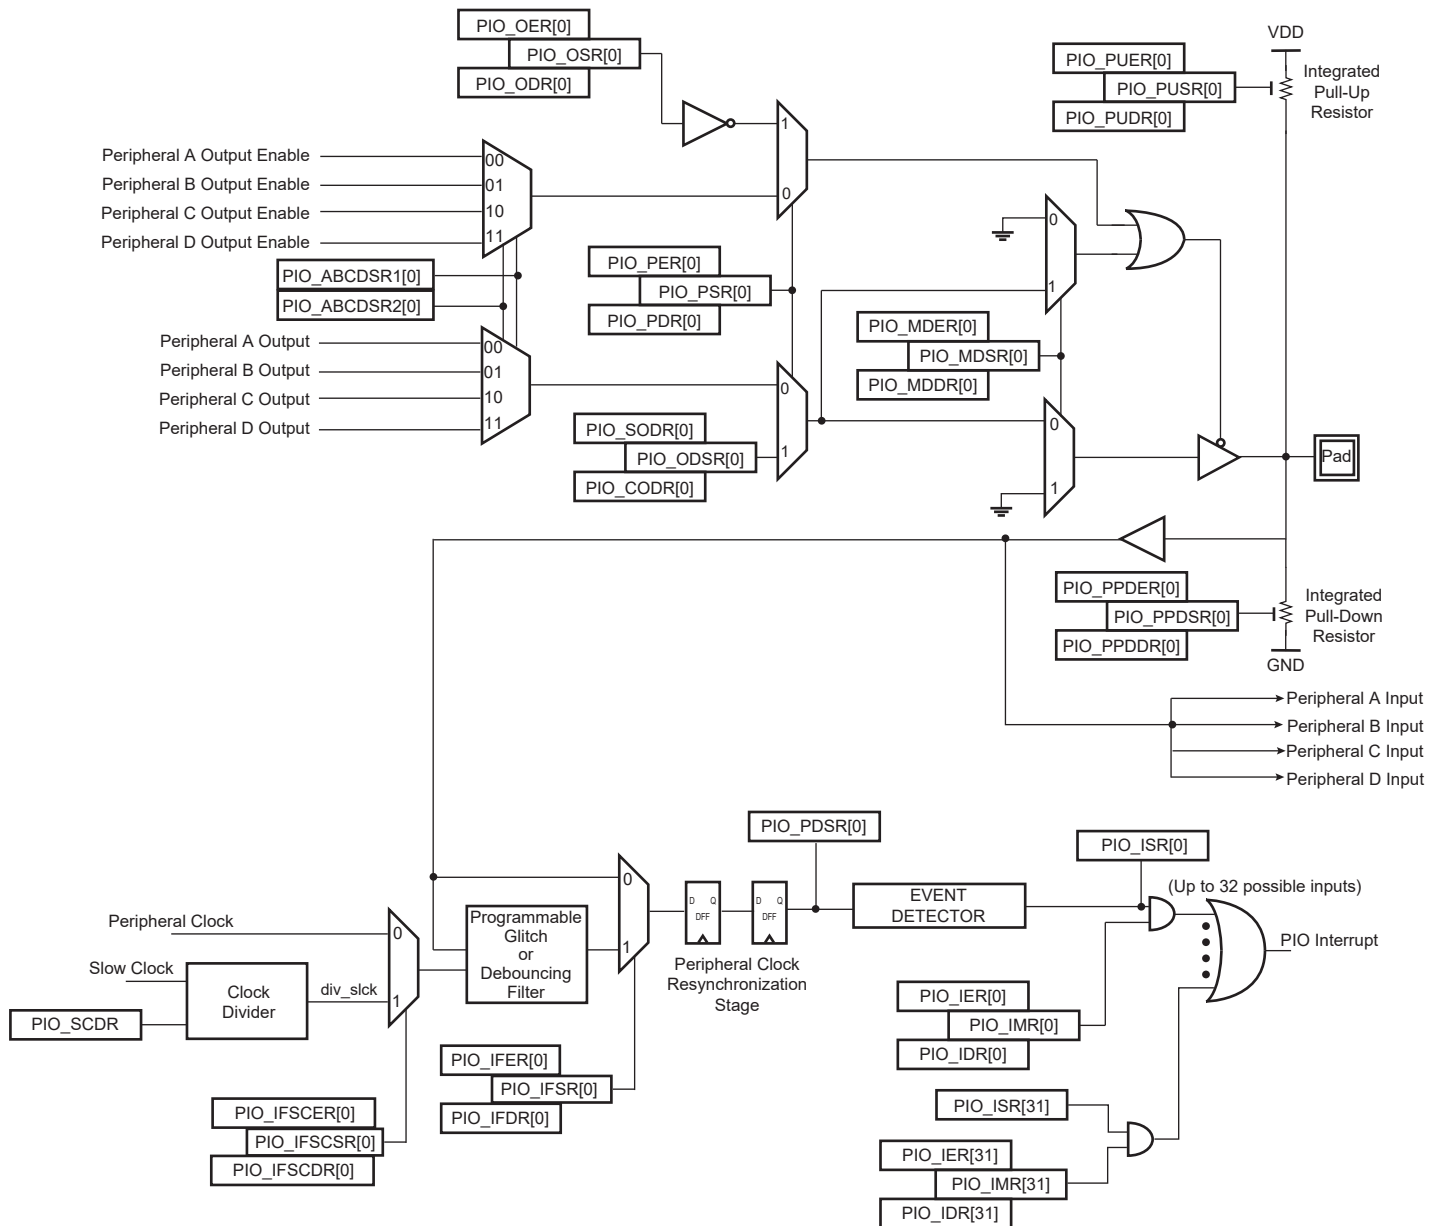 PIO_OER[0]
PIO_OSR[0]
PIO_ODR[0]
VDD
PIO_PUER[0]
PIO_PUSR[0]
PIO_PUDR[0]
Integrated
Pull-Up
Resistor
1
0
Peripheral A Output Enable
Peripheral B Output Enable
Peripheral C Output Enable
Peripheral D Output Enable
00
01
10
11
PIO_ABCDSR1[0]
PIO_ABCDSR2[0]
PIO_PER[0]
PIO_PSR[0]
PIO_PDR[0]
0
1
PIO_MDER[0]
PIO_MDSR[0]
PIO_MDDR[0]
Peripheral A Output
Peripheral B Output
Peripheral C Output
Peripheral D Output
00
01
10
11
0
1
PIO_SODR[0]
PIO_ODSR[0]
PIO_CODR[0]
0
1
Pad
PIO_PPDER[0]
PIO_PPDSR[0]
PIO_PPDDR[0]
Integrated
Pull-Down
Resistor
GND
Peripheral A Input
Peripheral B Input
Peripheral C Input
Peripheral D Input
PIO_PDSR[0]
PIO_ISR[0]
(Up to 32 possible inputs)
EVENT
DETECTOR
PIO Interrupt
0
1
D Q
DFF
D Q
DFF
Peripheral Clock
Resynchronization
Stage
Programmable
Glitch
or
Debouncing
Filter
Peripheral Clock
0
1
Slow Clock
Clock
Divider
div_slck
PIO_SCDR
PIO_IER[0]
PIO_IMR[0]
PIO_IDR[0]
PIO_IFER[0]
PIO_IFSR[0]
PIO_IFDR[0]
PIO_IFSCER[0]
PIO_IFSCSR[0]
PIO_IFSCDR[0]
PIO_ISR[31]
PIO_IER[31]
PIO_IMR[31]
PIO_IDR[31]